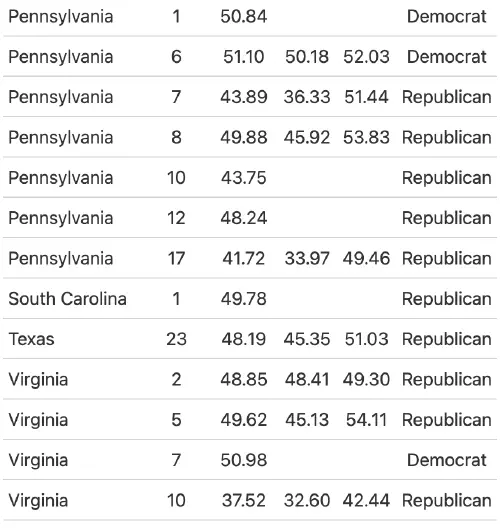 Pennsylvania 1 50.84 Democrat
Pennsylvania 6 51.10 50.18 52.03 Democrat
Pennsylvania 7 43.89 36.33 51.44 Republican
Pennsylvania 8 49.88 45.92 53.83 Republican
Pennsylvania 10 43.75 Republican
Pennsylvania 12 48.24 Republican
Pennsylvania 17 41.72 33.97 49.46 Republican
South Carolina 1 49.78 Republican
Texas 23 48.19 45.35 51.03 Republican
Virginia 2 48.85 48.41 49.30 Republican
Virginia 5 49.62 45.13 54.11 Republican
Virginia 7 50.98 Democrat
Virginia 10 37.52 32.60 42.44 Republican